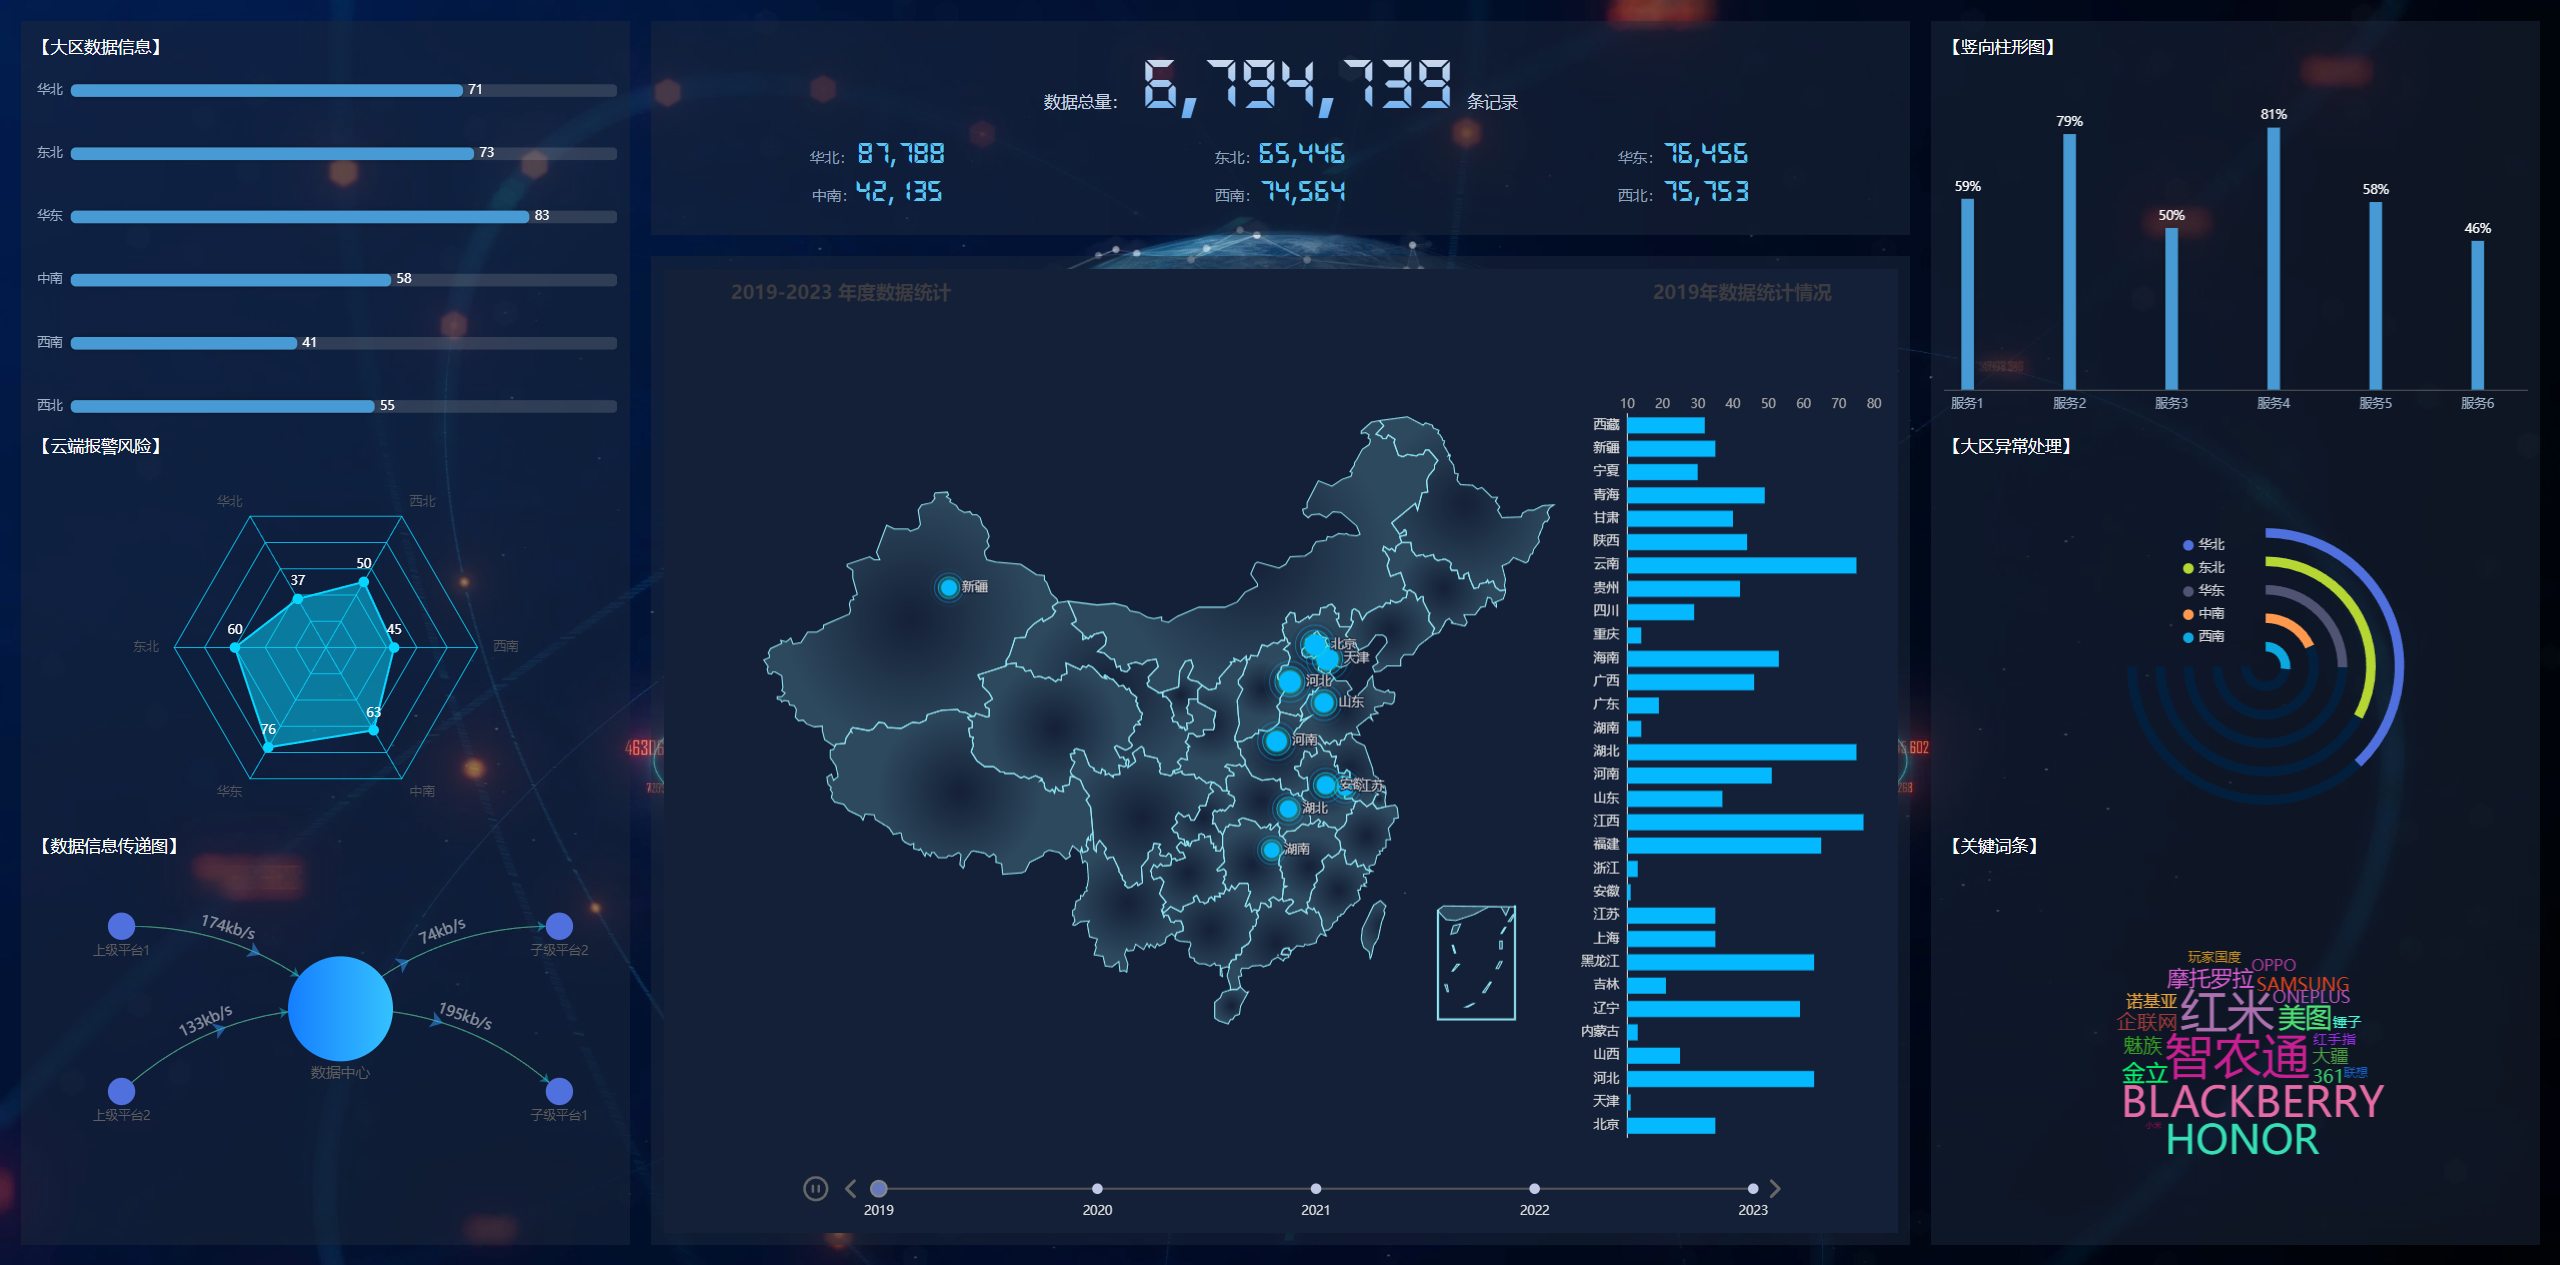 【大区数据信息】
华北 71
东北 73
华东 83
中南 58
西南 41
西北 55
【云端报警风险】
华北 西北
50
37
60 45
东北 西南
76 63
华东 中南
【数据信息传递图】
174kb/s 74kb/s
上级平台1 子级平台2
133kb/s 195kb/s
数据中心
上级平台2 子级平台1
数据总量: 6,794,739 条记录
华北: 87,788 东北: 65,446 华东: 76,456
中南: 42,135 西南: 74,564 西北: 75,753
2019-2023 年度数据统计 2019年数据统计情况
新疆
北京
天津
河北
山东
河南
安徽
江苏
湖北
湖南
10 20 30 40 50 60 70 80
西藏
新疆
宁夏
青海
甘肃
陕西
云南
贵州
四川
重庆
海南
广西
广东
湖南
湖北
河南
山东
江西
福建
浙江
安徽
江苏
上海
黑龙江
吉林
辽宁
内蒙古
山西
河北
天津
北京
2019 2020 2021 2022 2023
【竖向柱形图】
59% 79% 50% 81% 58% 46%
服务1 服务2 服务3 服务4 服务5 服务6
【大区异常处理】
华北
东北
华东
中南
西南
【关键词条】
玩家国度 OPPO
摩托罗拉 SAMSUNG
诺基亚 红米 ONEPLUS
企联网 美图 锤子
魅族 智农通 红手指
大疆
金立 361 联想
BLACKBERRY
小米 HONOR